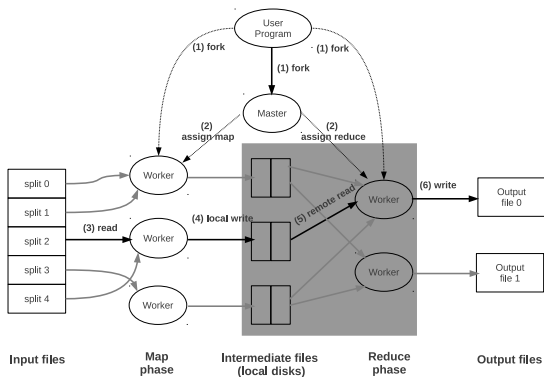 User
Program
(1) fork
(1) fork
(1) fork
Master
(2)
assign map
(2)
assign reduce
split 0
split 1
split 2
split 3
split 4
Worker
Worker
Worker
(3) read
(4) local write
(5) remote read
Worker
Worker
(6) write
Output
file 0
Output
file 1
Input files
Map
phase
Intermediate files
(local disks)
Reduce
phase
Output files